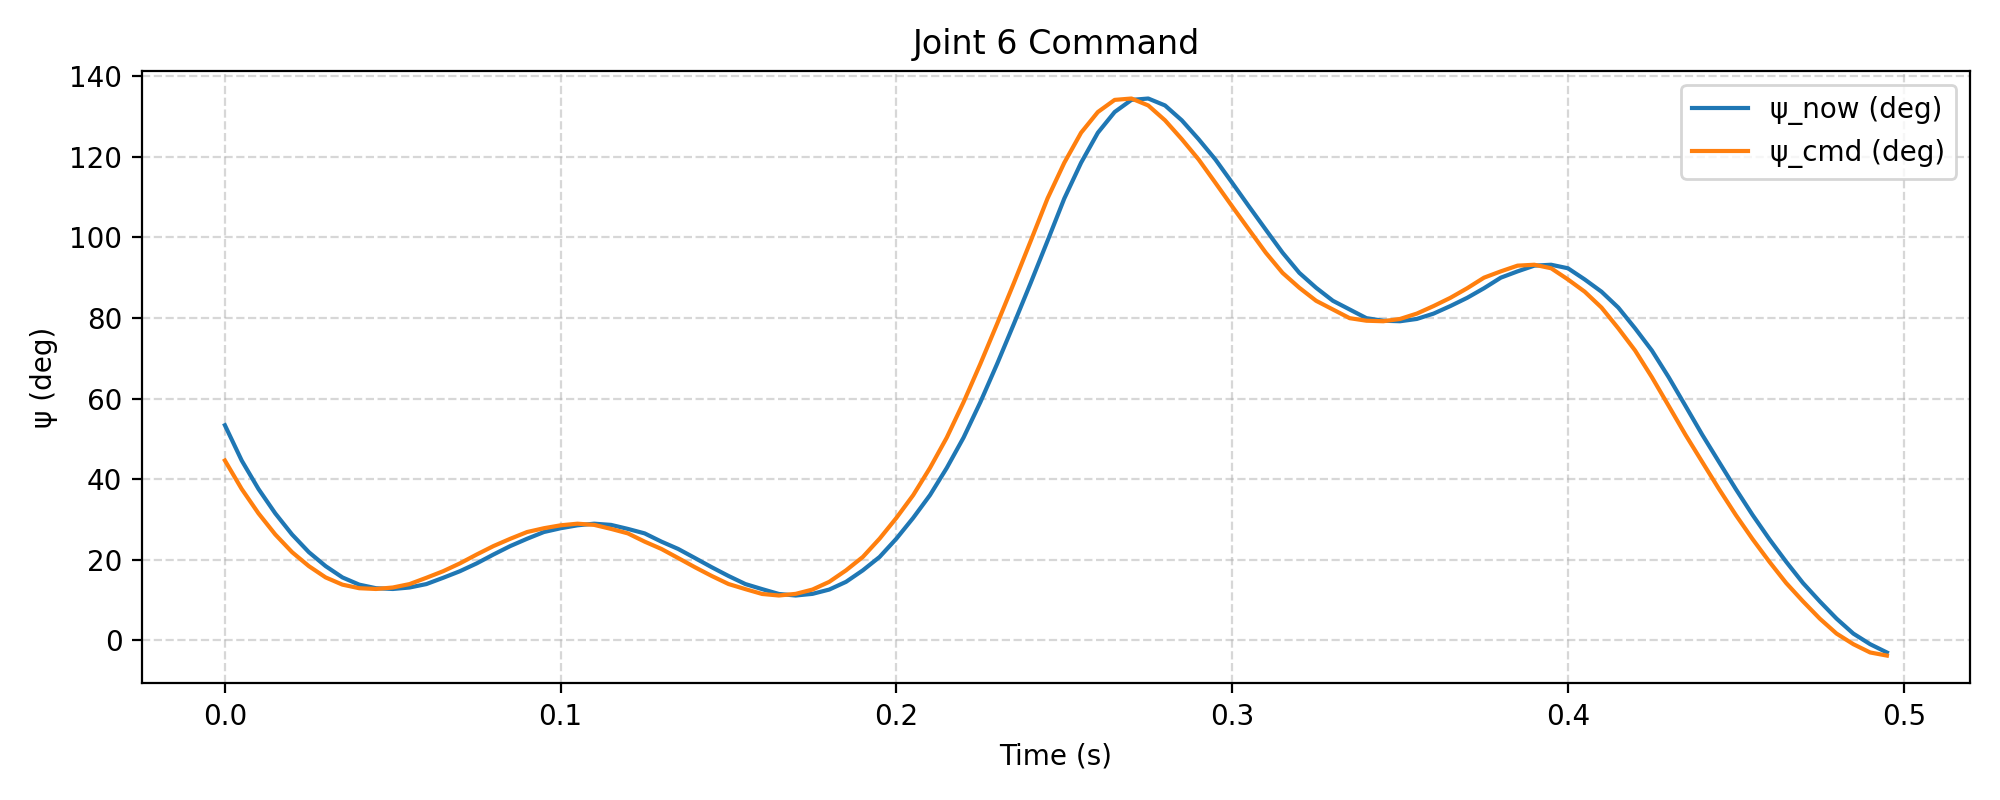 Joint 6 Command
ψ_now (deg)
ψ_cmd (deg)
ψ (deg)
140
120
100
80
60
40
20
0
0.0 0.1 0.2 0.3 0.4 0.5
Time (s)